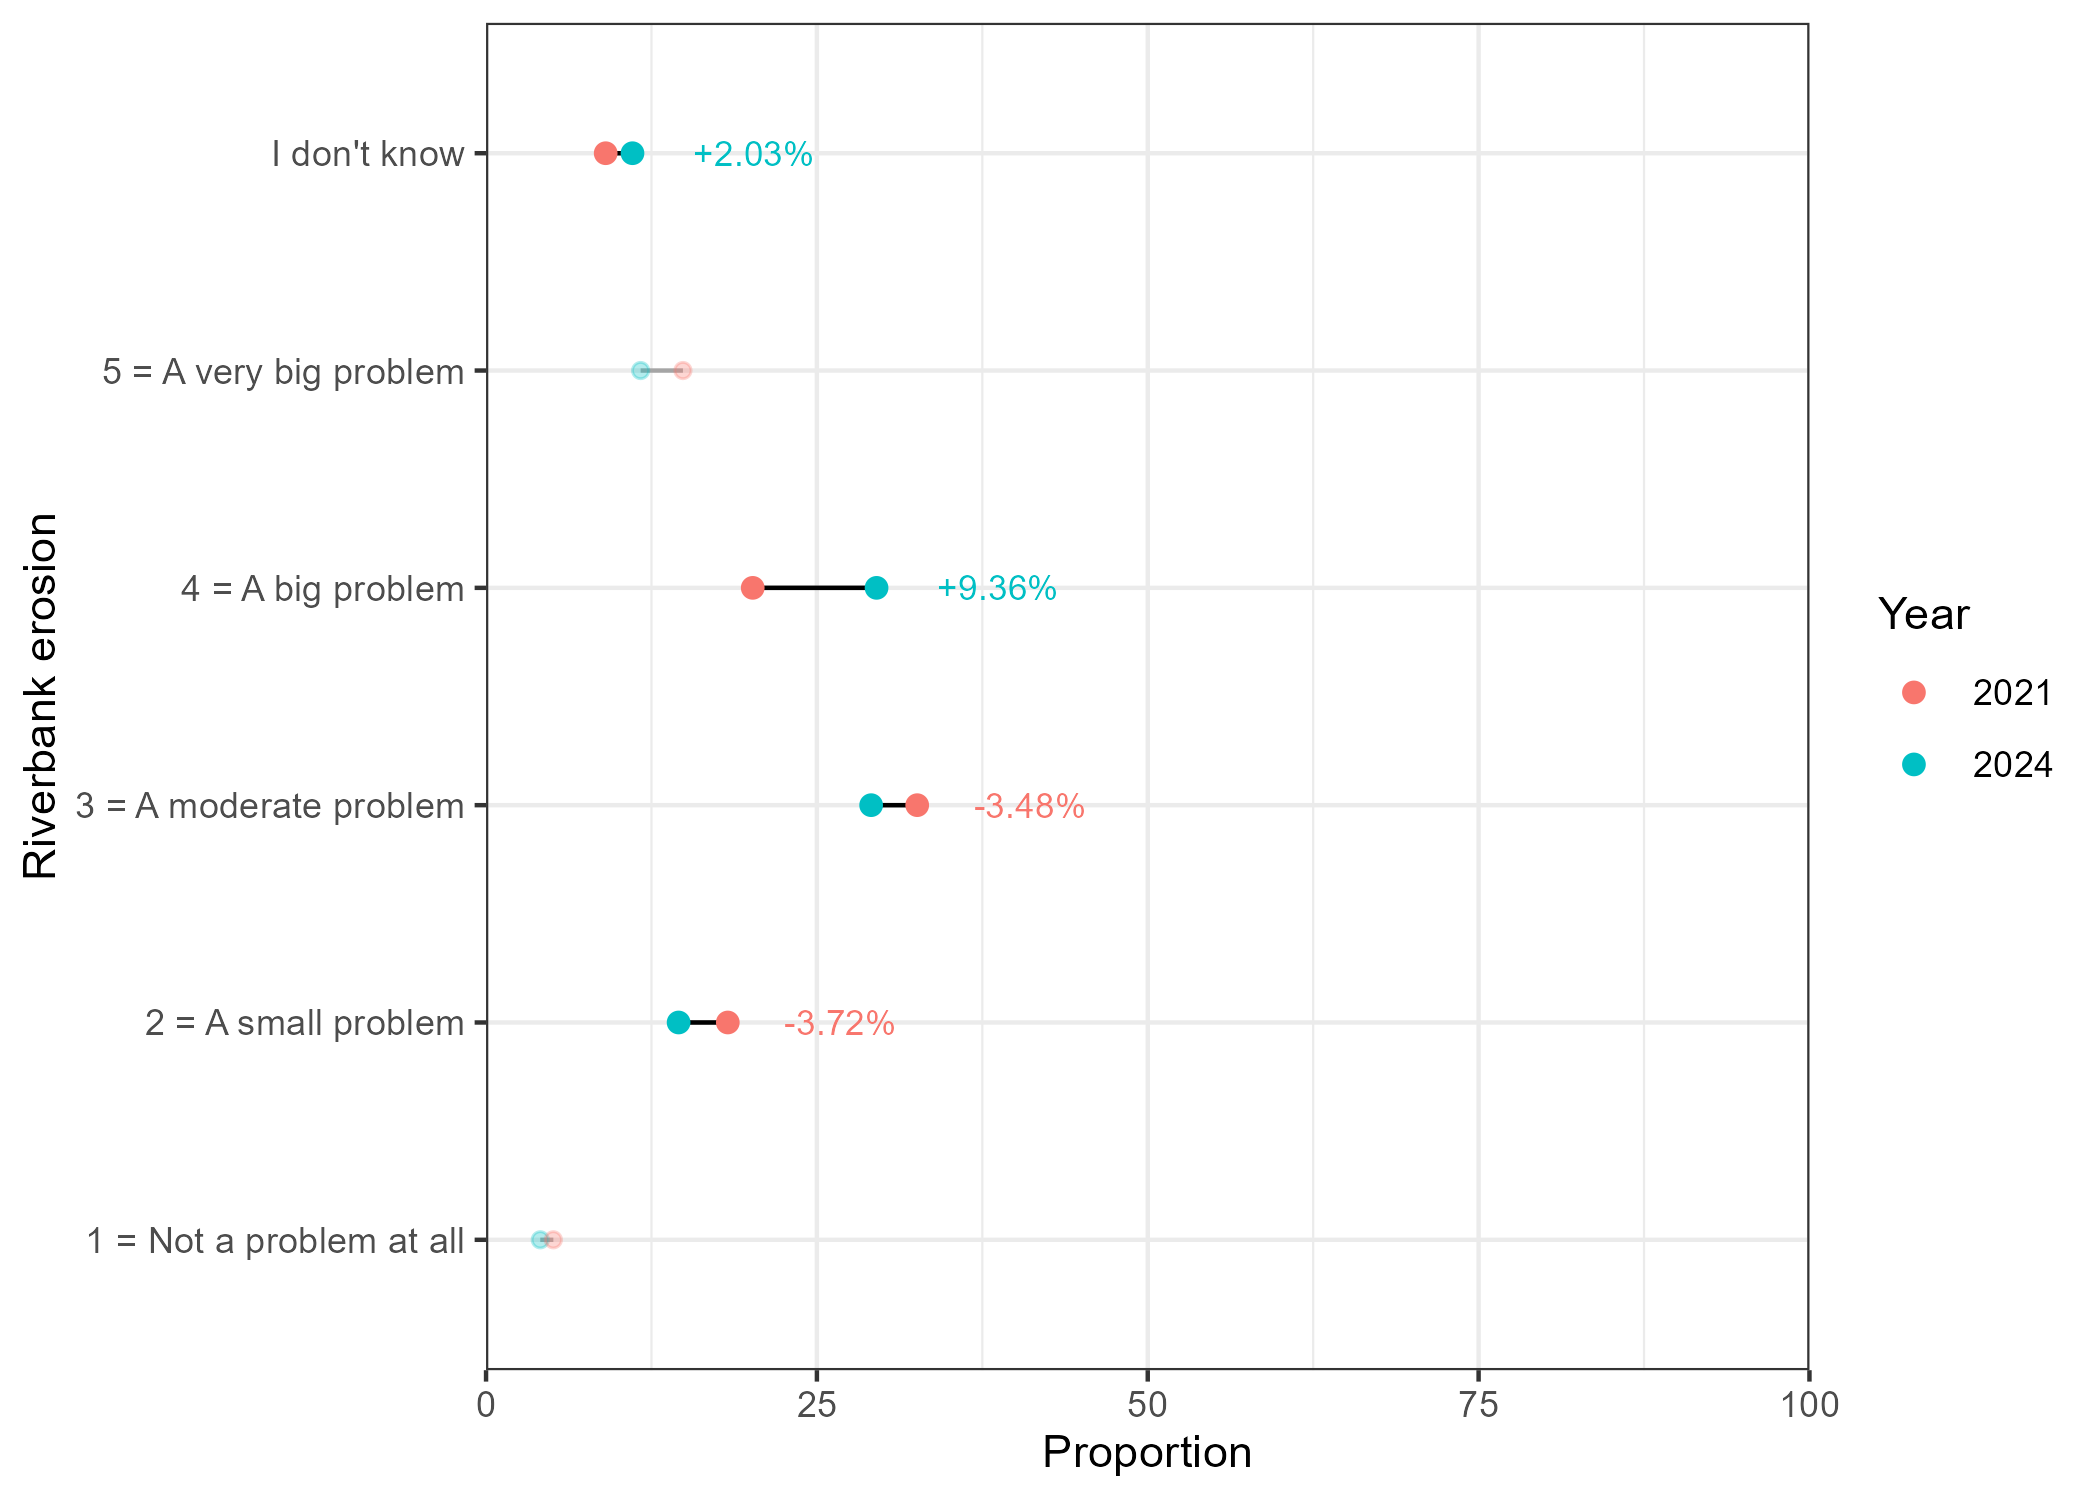 Riverbank erosion
I don't know
+2.03%
5 = A very big problem
4 = A big problem
+9.36%
3 = A moderate problem
-3.48%
2 = A small problem
-3.72%
1 = Not a problem at all
0
25
50
75
100
Proportion
Year
2021
2024